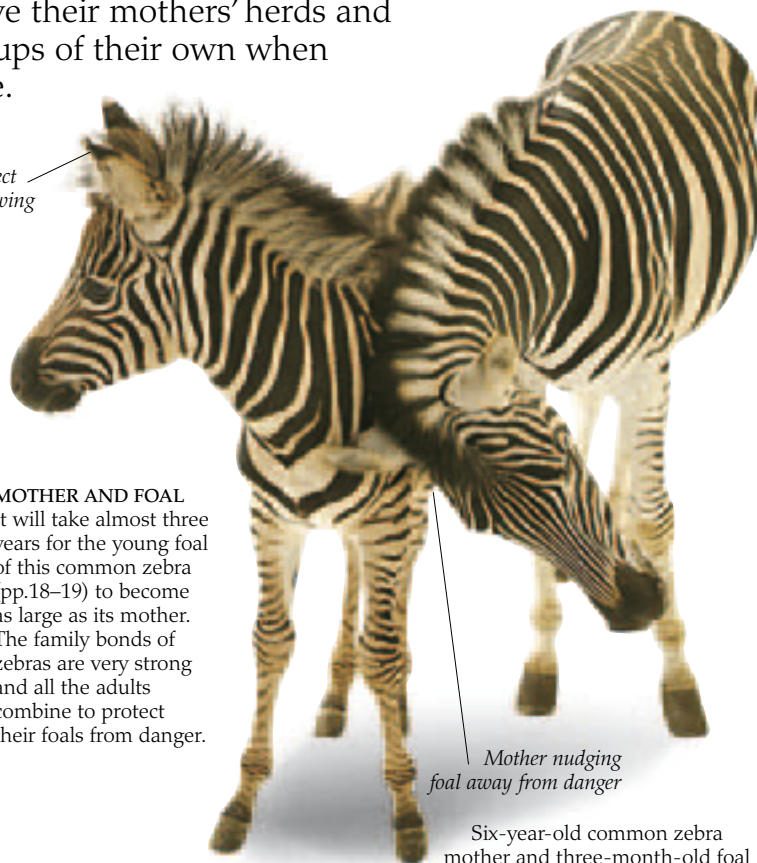 ve their mothers' herds and
ups of their own when
e.
ect
wing
MOTHER AND FOAL
t will take almost three
years for the young foal
of this common zebra
(pp.18–19) to become
as large as its mother.
The family bonds of
zebras are very strong
and all the adults
combine to protect
their foals from danger.
Mother nudging
foal away from danger
Six-year-old common zebra
mother and three-month-old foal